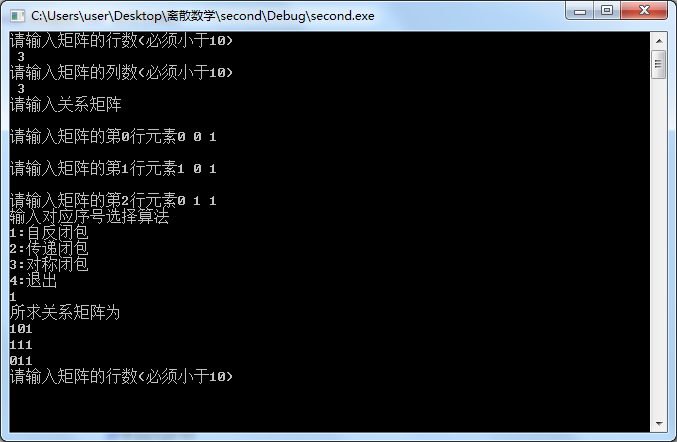 C:\Users\user\Desktop\离散数学\second\Debug\second.exe
请输入矩阵的行数(必须小于10)
3
请输入矩阵的列数(必须小于10)
3
请输入关系矩阵
请输入矩阵的第0行元素0 0 1
请输入矩阵的第1行元素1 0 1
请输入矩阵的第2行元素0 1 1
输入对应序号选择算法
1:自反闭包
2:传递闭包
3:对称闭包
4:退出
1
所求关系矩阵为
101
111
011
请输入矩阵的行数(必须小于10)